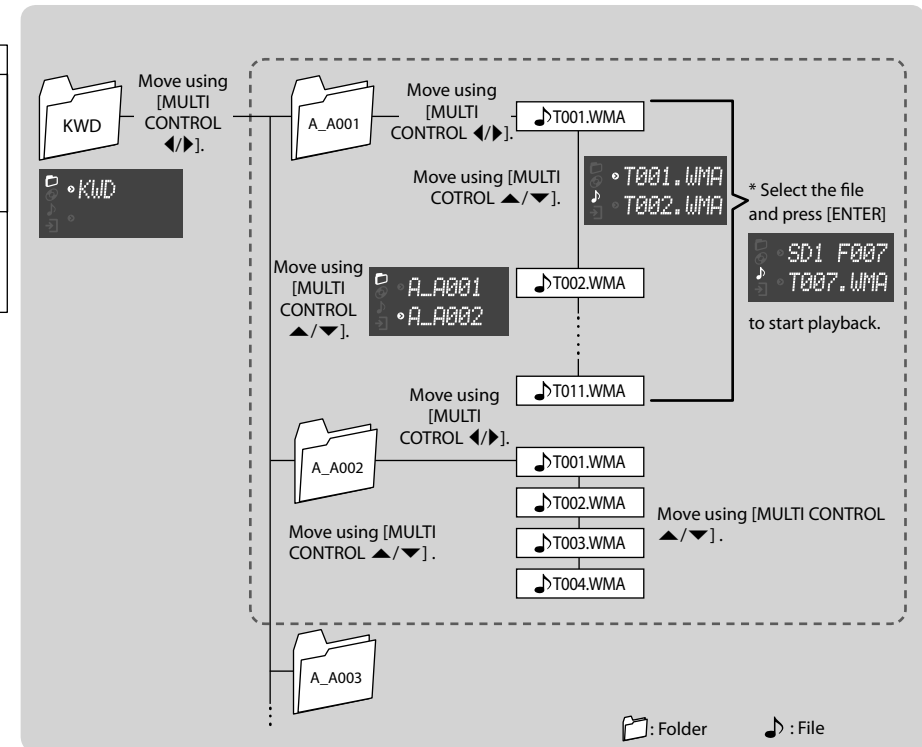 KWD
Move using
[MULTI
CONTROL
◀/▶].
KWD
A_A001
Move using
[MULTI
CONTROL ◀/▶].
♪T001.WMA
Move using [MULTI
COTROL ▲/▼].
T001.WMA
T002.WMA
* Select the file
and press [ENTER]
SD1 F007
T007.WMA
to start playback.
Move using
[MULTI
CONTROL
▲/▼].
A_A001
A_A002
♪T002.WMA
♪T011.WMA
Move using
[MULTI
COTROL ◀/▶].
A_A002
♪T001.WMA
♪T002.WMA
♪T003.WMA
♪T004.WMA
Move using [MULTI CONTROL
▲/▼] .
Move using [MULTI
CONTROL ▲/▼] .
A_A003
: Folder
♪ : File